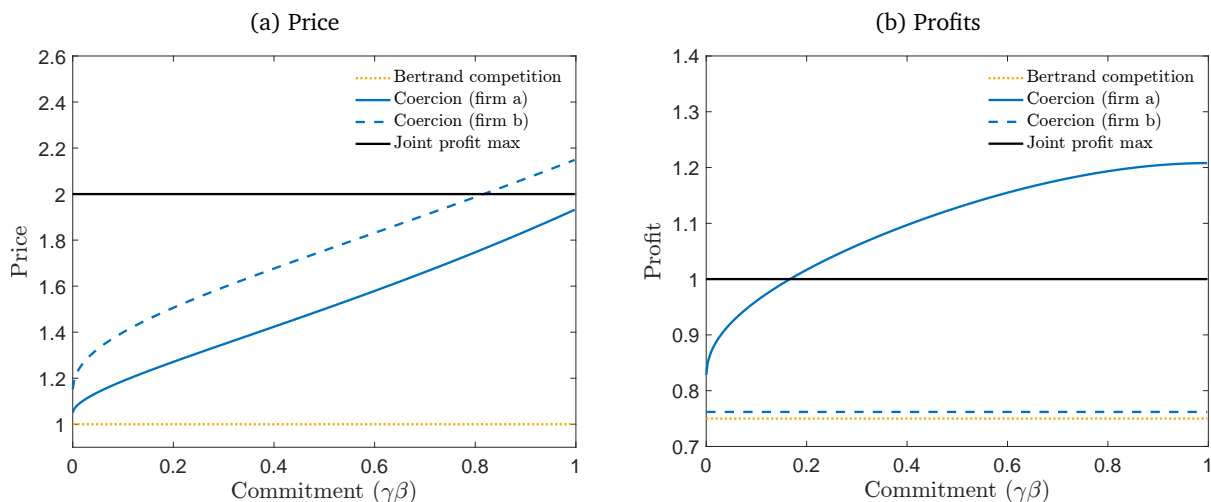 (a) Price
2.6
2.4
2.2
2
1.8
1.6
1.4
1.2
1
Price
0
0.2
0.4
0.6
0.8
1
Commitment (γβ)
Bertrand competition
Coercion (firm a)
Coercion (firm b)
Joint profit max
(b) Profits
1.4
1.3
1.2
1.1
1
0.9
0.8
0.7
Profit
0
0.2
0.4
0.6
0.8
1
Commitment (γβ)
Bertrand competition
Coercion (firm a)
Coercion (firm b)
Joint profit max